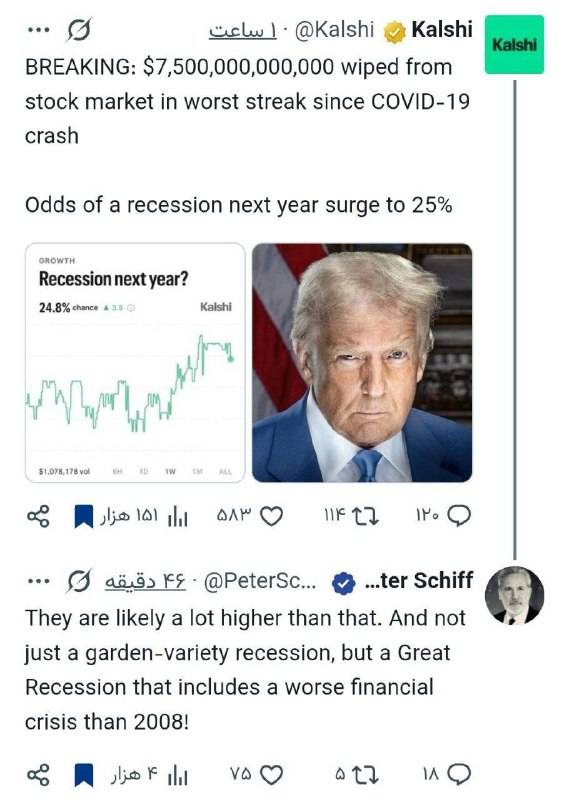 Kalshi @Kalshi · ۱ ساعت
Kalshi
BREAKING: $7,500,000,000,000 wiped from
stock market in worst streak since COVID-19
crash
Odds of a recession next year surge to 25%
GROWTH
Recession next year?
24.8% chance ▲ 3.5
Kalshi
$1,078,178 vol
6H 1D 1W 1M ALL
۱۲۰ ۱۱۴ ۵۸۳ ۱۵۱ هزار
...ter Schiff @PeterSc... · ۴۶ دقیقه
They are likely a lot higher than that. And not
just a garden-variety recession, but a Great
Recession that includes a worse financial
crisis than 2008!
۱۸ ۵ ۷۵ ۴ هزار